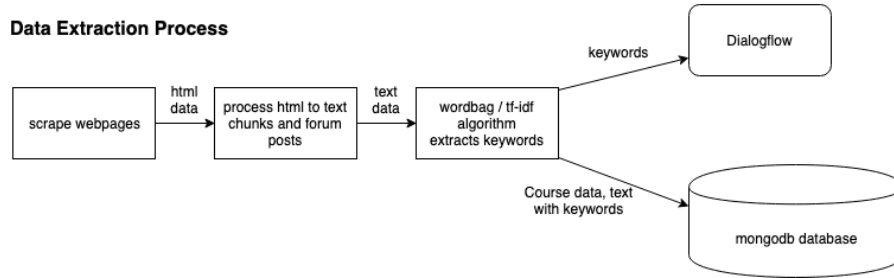 Data Extraction Process
scrape webpages
html
data
process html to text
chunks and forum
posts
text
data
wordbag / tf-idf
algorithm
extracts keywords
keywords
Dialogflow
Course data, text
with keywords
mongodb database